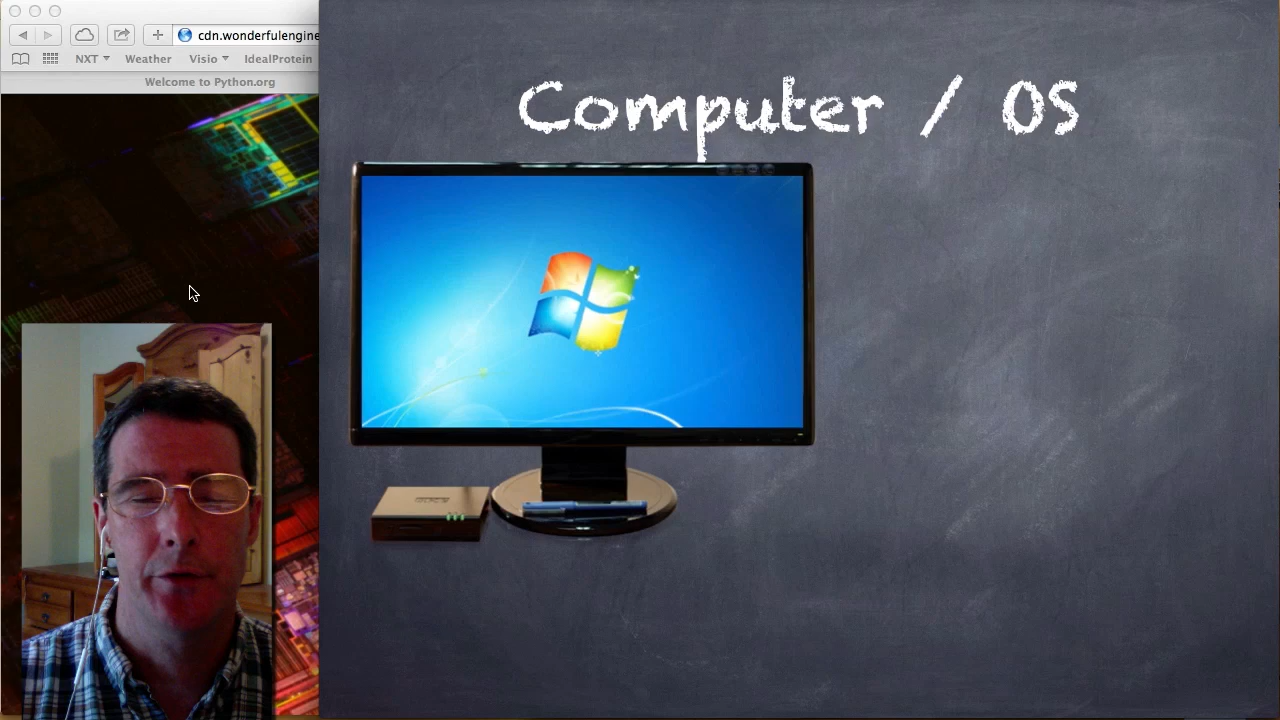 cdn.wonderfulengine
NXT Weather Visio IdealProtein
Welcome to Python.org
Computer / OS